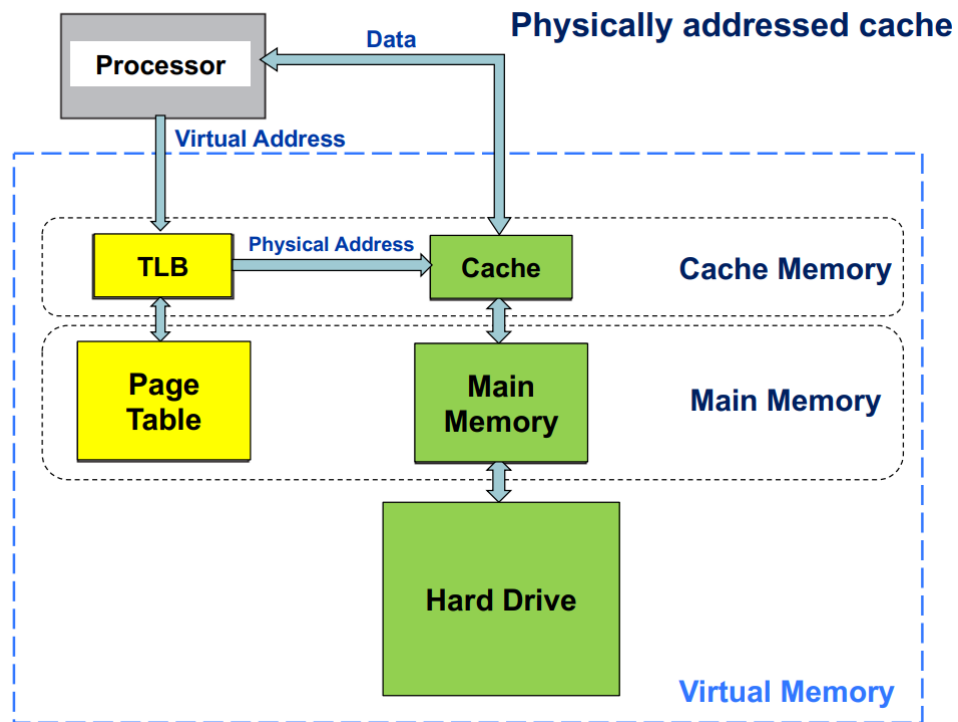 Physically addressed cache
Data
Processor
Virtual Address
TLB
Physical Address
Cache
Cache Memory
Page
Table
Main
Memory
Main Memory
Hard Drive
Virtual Memory